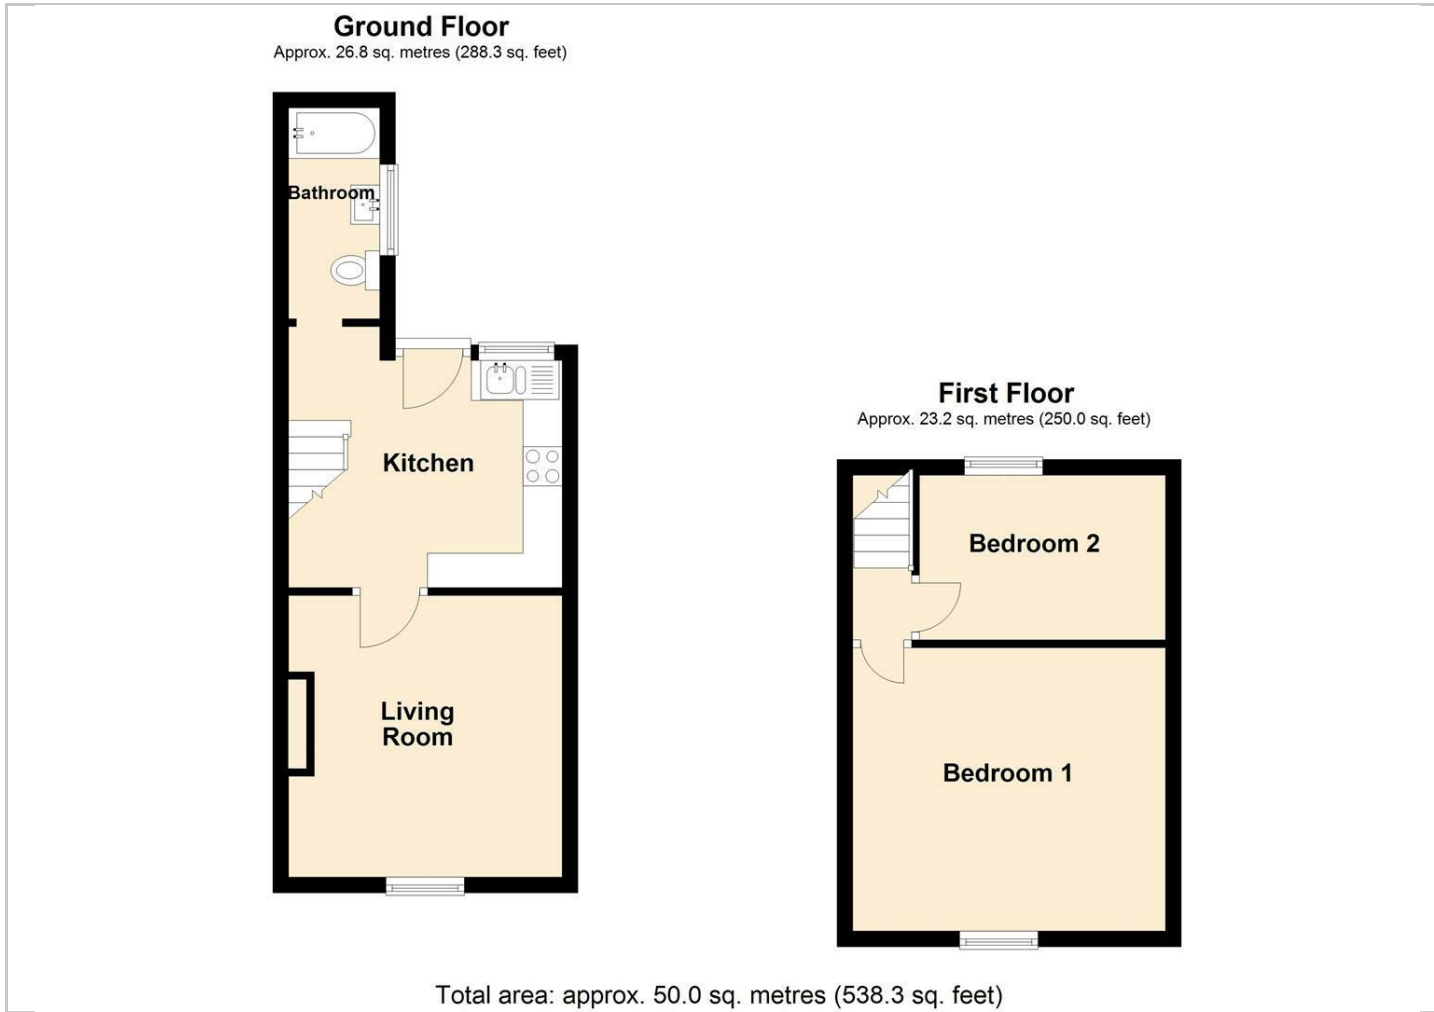 Ground Floor
Approx. 26.8 sq. metres (288.3 sq. feet)
Bathroom
Kitchen
Living
Room
First Floor
Approx. 23.2 sq. metres (250.0 sq. feet)
Bedroom 2
Bedroom 1
Total area: approx. 50.0 sq. metres (538.3 sq. feet)